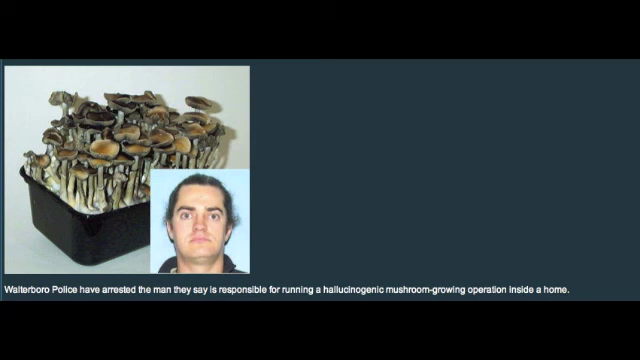 Walterboro Police have arrested the man they say is responsible for running a hallucinogenic mushroom-growing operation inside a home.